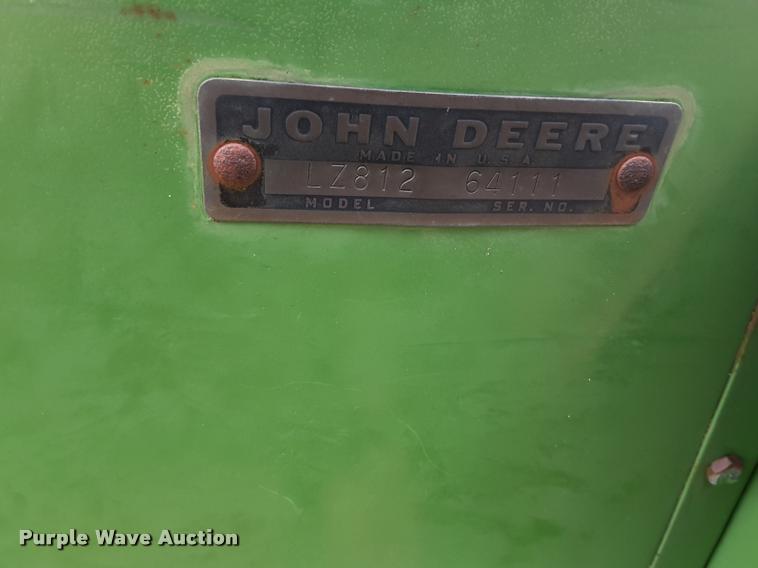 JOHN DEERE
MADE IN U.S.A.
LZ812 64111
MODEL SER. NO.
Purple Wave Auction